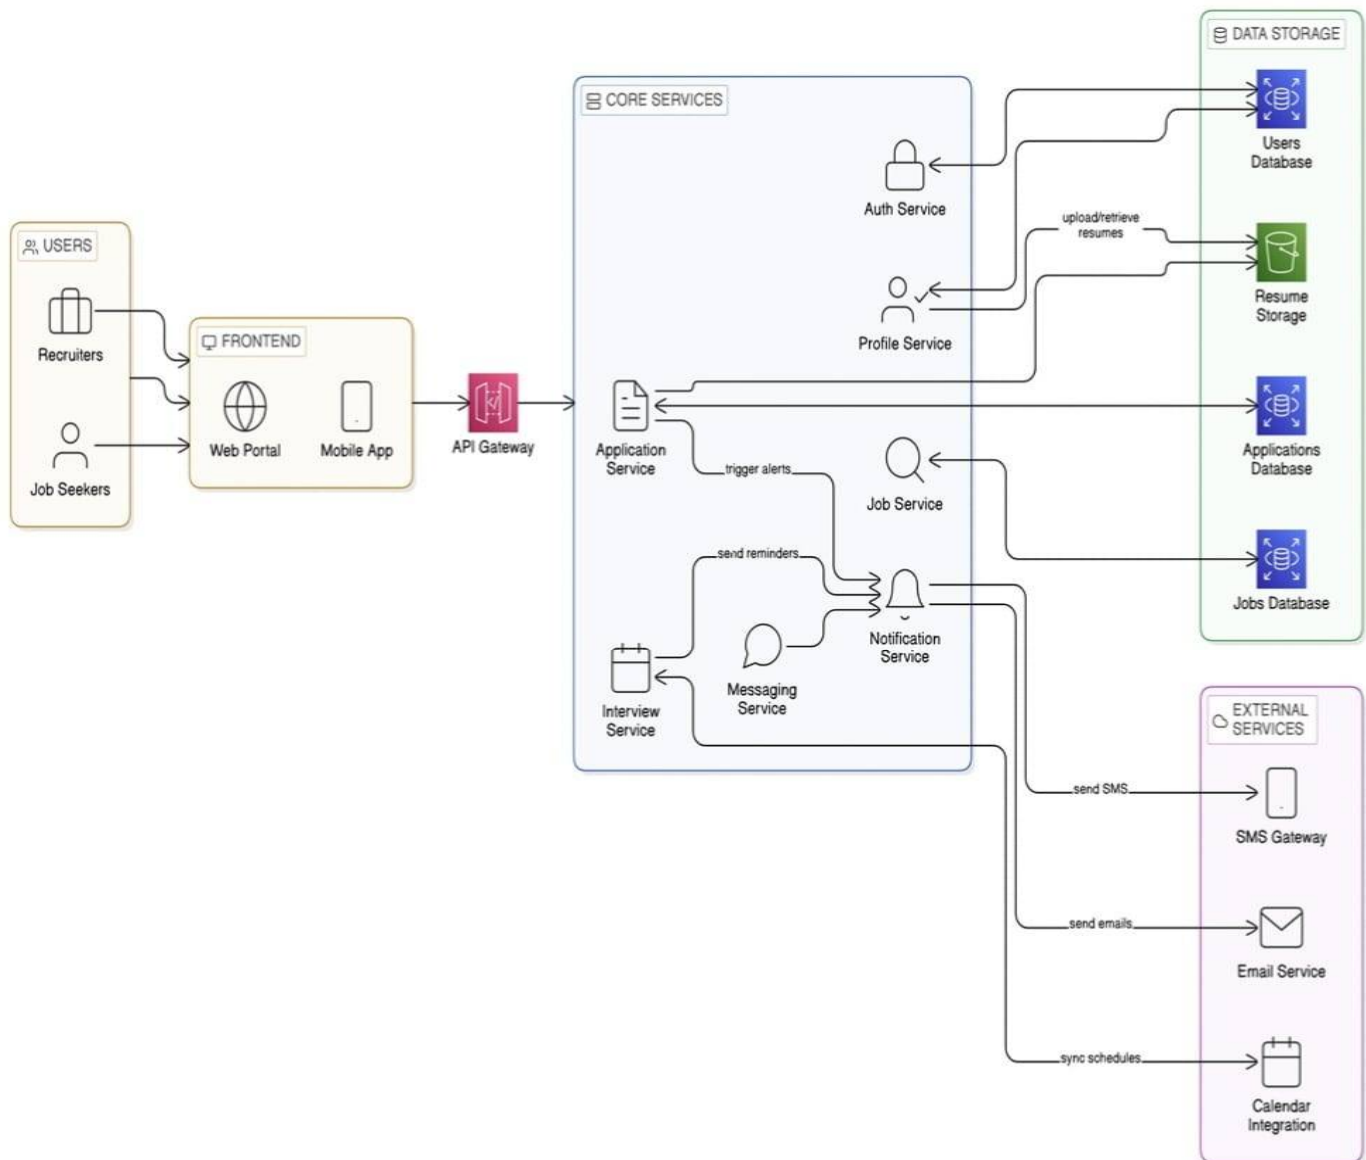 USERS
Recruiters
Job Seekers
FRONTEND
Web Portal
Mobile App
API Gateway
CORE SERVICES
Auth Service
Profile Service
Application
Service
trigger alerts
Job Service
send reminders
Notification
Service
Messaging
Service
Interview
Service
upload/retrieve
resumes
send SMS
send emails
sync schedules
DATA STORAGE
Users
Database
Resume
Storage
Applications
Database
Jobs Database
EXTERNAL
SERVICES
SMS Gateway
Email Service
Calendar
Integration